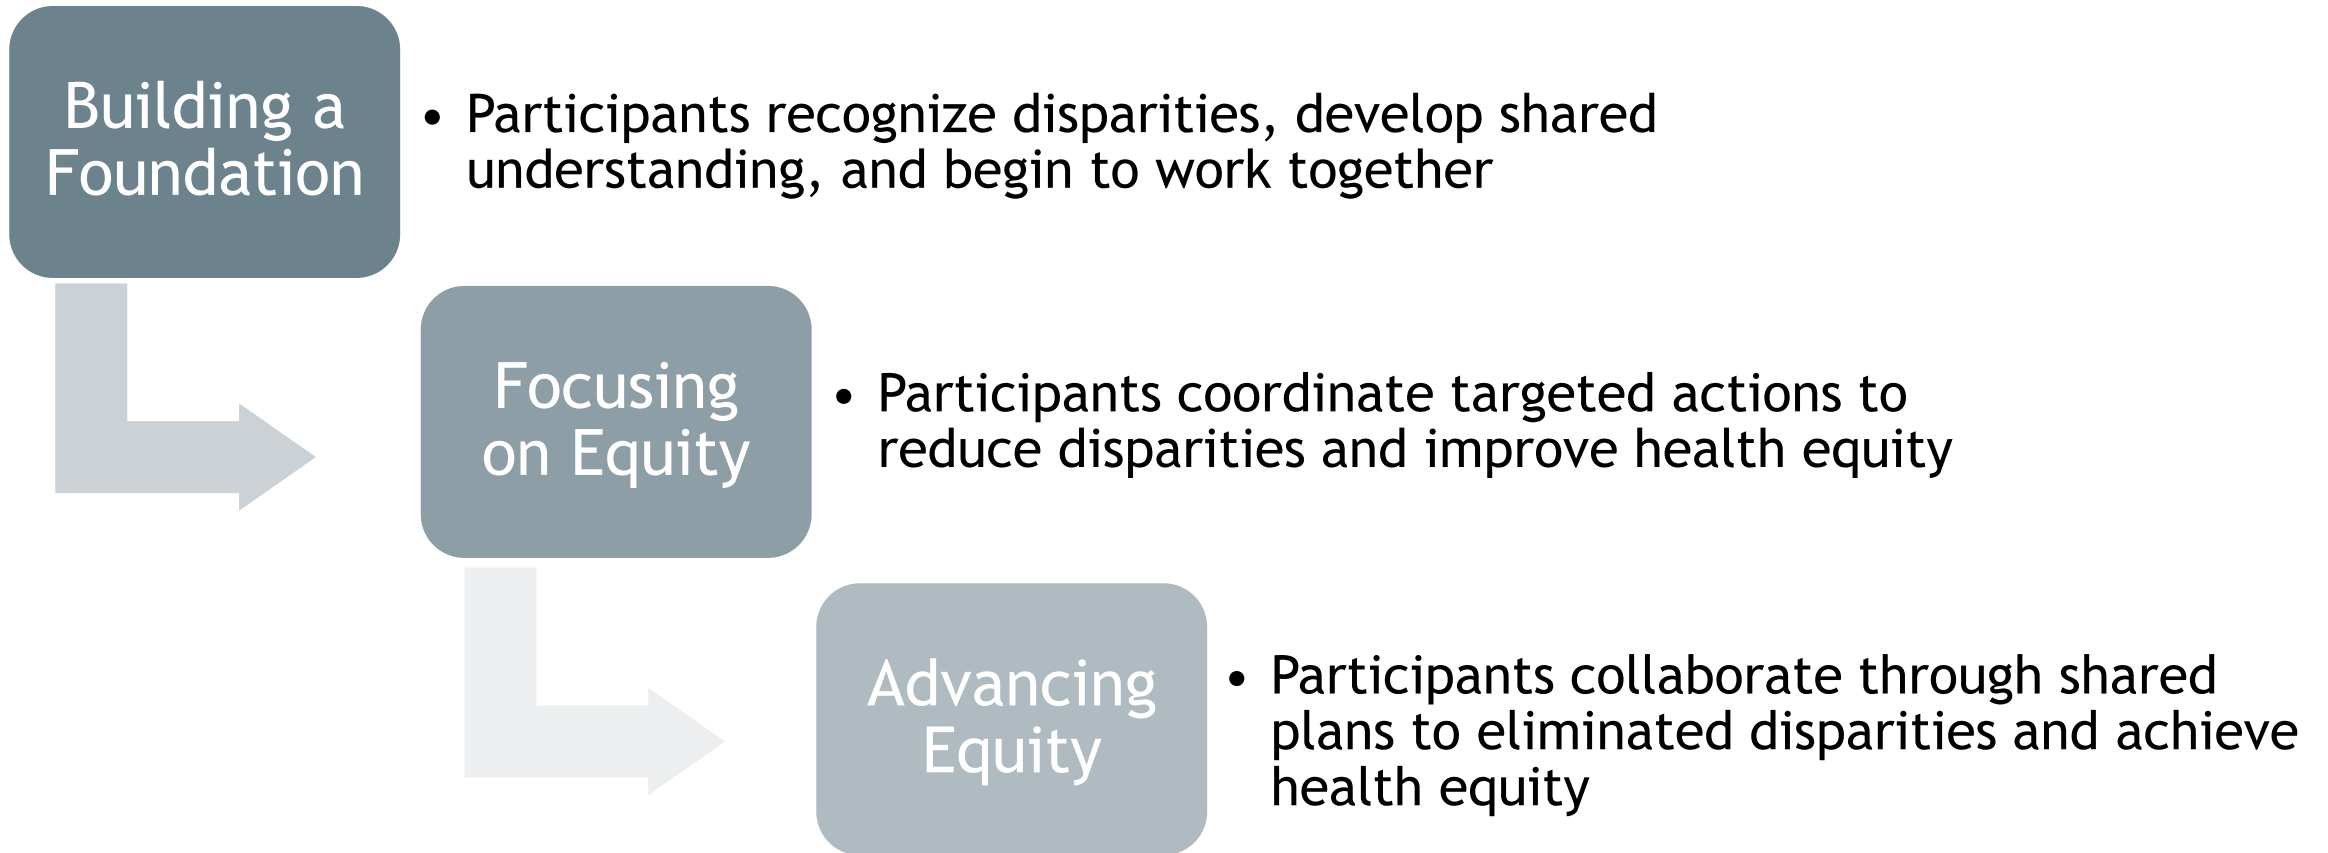 Building a
Foundation
• Participants recognize disparities, develop shared
understanding, and begin to work together
Focusing
on Equity
• Participants coordinate targeted actions to
reduce disparities and improve health equity
Advancing
Equity
• Participants collaborate through shared
plans to eliminated disparities and achieve
health equity